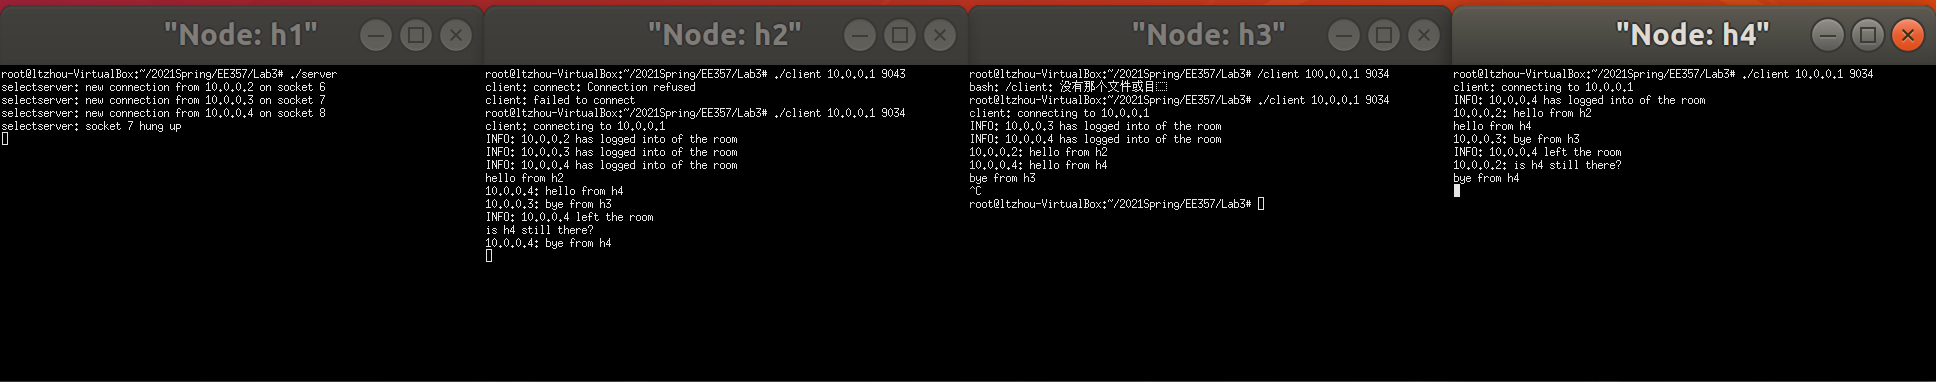 "Node: h1"
root@ltzhou-VirtualBox:~/2021Spring/EE357/Lab3# ./server
selectserver: new connection from 10.0.0.2 on socket 6
selectserver: new connection from 10.0.0.3 on socket 7
selectserver: new connection from 10.0.0.4 on socket 8
selectserver: socket 7 hung up
"Node: h2"
root@ltzhou-VirtualBox:~/2021Spring/EE357/Lab3# ./client 10.0.0.1 9043
client: connect: Connection refused
client: failed to connect
root@ltzhou-VirtualBox:~/2021Spring/EE357/Lab3# ./client 10.0.0.1 9034
client: connecting to 10.0.0.1
INFO: 10.0.0.2 has logged into of the room
INFO: 10.0.0.3 has logged into of the room
INFO: 10.0.0.4 has logged into of the room
hello from h2
10.0.0.4: hello from h4
10.0.0.3: bye from h3
INFO: 10.0.0.4 left the room
is h4 still there?
10.0.0.4: bye from h4
"Node: h3"
root@ltzhou-VirtualBox:~/2021Spring/EE357/Lab3# /client 100.0.0.1 9034
bash: /client: 没有那个文件或目
root@ltzhou-VirtualBox:~/2021Spring/EE357/Lab3# ./client 10.0.0.1 9034
client: connecting to 10.0.0.1
INFO: 10.0.0.3 has logged into of the room
INFO: 10.0.0.4 has logged into of the room
10.0.0.2: hello from h2
10.0.0.4: hello from h4
bye from h3
^C
root@ltzhou-VirtualBox:~/2021Spring/EE357/Lab3#
"Node: h4"
root@ltzhou-VirtualBox:~/2021Spring/EE357/Lab3# ./client 10.0.0.1 9034
client: connecting to 10.0.0.1
INFO: 10.0.0.4 has logged into of the room
10.0.0.2: hello from h2
hello from h4
10.0.0.3: bye from h3
INFO: 10.0.0.4 left the room
10.0.0.2: is h4 still there?
bye from h4